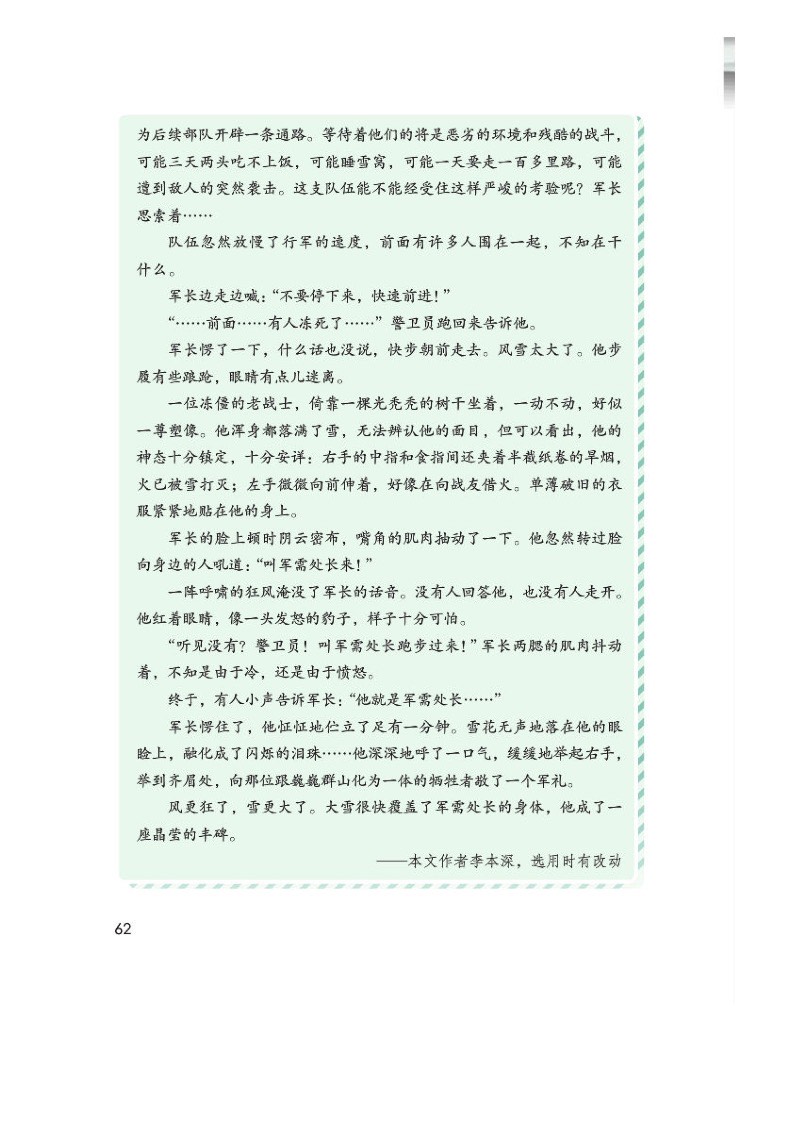 为后续部队开辟一条通路。等待着他们的将是恶劣的环境和残酷的战斗，
可能三天两头吃不上饭，可能睡雪窝，可能一天要走一百多里路，可能
遭到敌人的突然袭击。这支队伍能不能经受住这样严峻的考验呢？军长
思索着……
队伍忽然放慢了行军的速度，前面有许多人围在一起，不知在干
什么。
军长边走边喊：“不要停下来，快速前进！”
“……前面……有人冻死了……”警卫员跑回来告诉他。
军长愣了一下，什么话也没说，快步朝前走去。风雪太大了。他步
履有些踉跄，眼睛有点儿迷离。
一位冻僵的老战士，倚靠一棵光秃秃的树干坐着，一动不动，好似
一尊塑像。他浑身都落满了雪，无法辨认他的面目，但可以看出，他的
神态十分镇定，十分安详：右手的中指和食指间还夹着半截纸卷的旱烟，
火已被雪打灭；左手微微向前伸着，好像在向战友借火。单薄破旧的衣
服紧紧地贴在他的身上。
军长的脸上顿时阴云密布，嘴角的肌肉抽动了一下。他忽然转过脸
向身边的人吼道：“叫军需处长来！”
一阵呼啸的狂风淹没了军长的话音。没有人回答他，也没有人走开。
他红着眼睛，像一头发怒的豹子，样子十分可怕。
“听见没有？警卫员！叫军需处长跑步过来！”军长两腮的肌肉抖动
着，不知是由于冷，还是由于愤怒。
终于，有人小声告诉军长：“他就是军需处长……”
军长愣住了，他怔怔地伫立了足有一分钟。雪花无声地落在他的眼
睑上，融化成了闪烁的泪珠……他深深地呼了一口气，缓缓地举起右手，
举到齐眉处，向那位跟巍巍群山化为一体的牺牲者敬了一个军礼。
风更狂了，雪更大了。大雪很快覆盖了军需处长的身体，他成了一
座晶莹的丰碑。
——本文作者李本深，选用时有改动
62